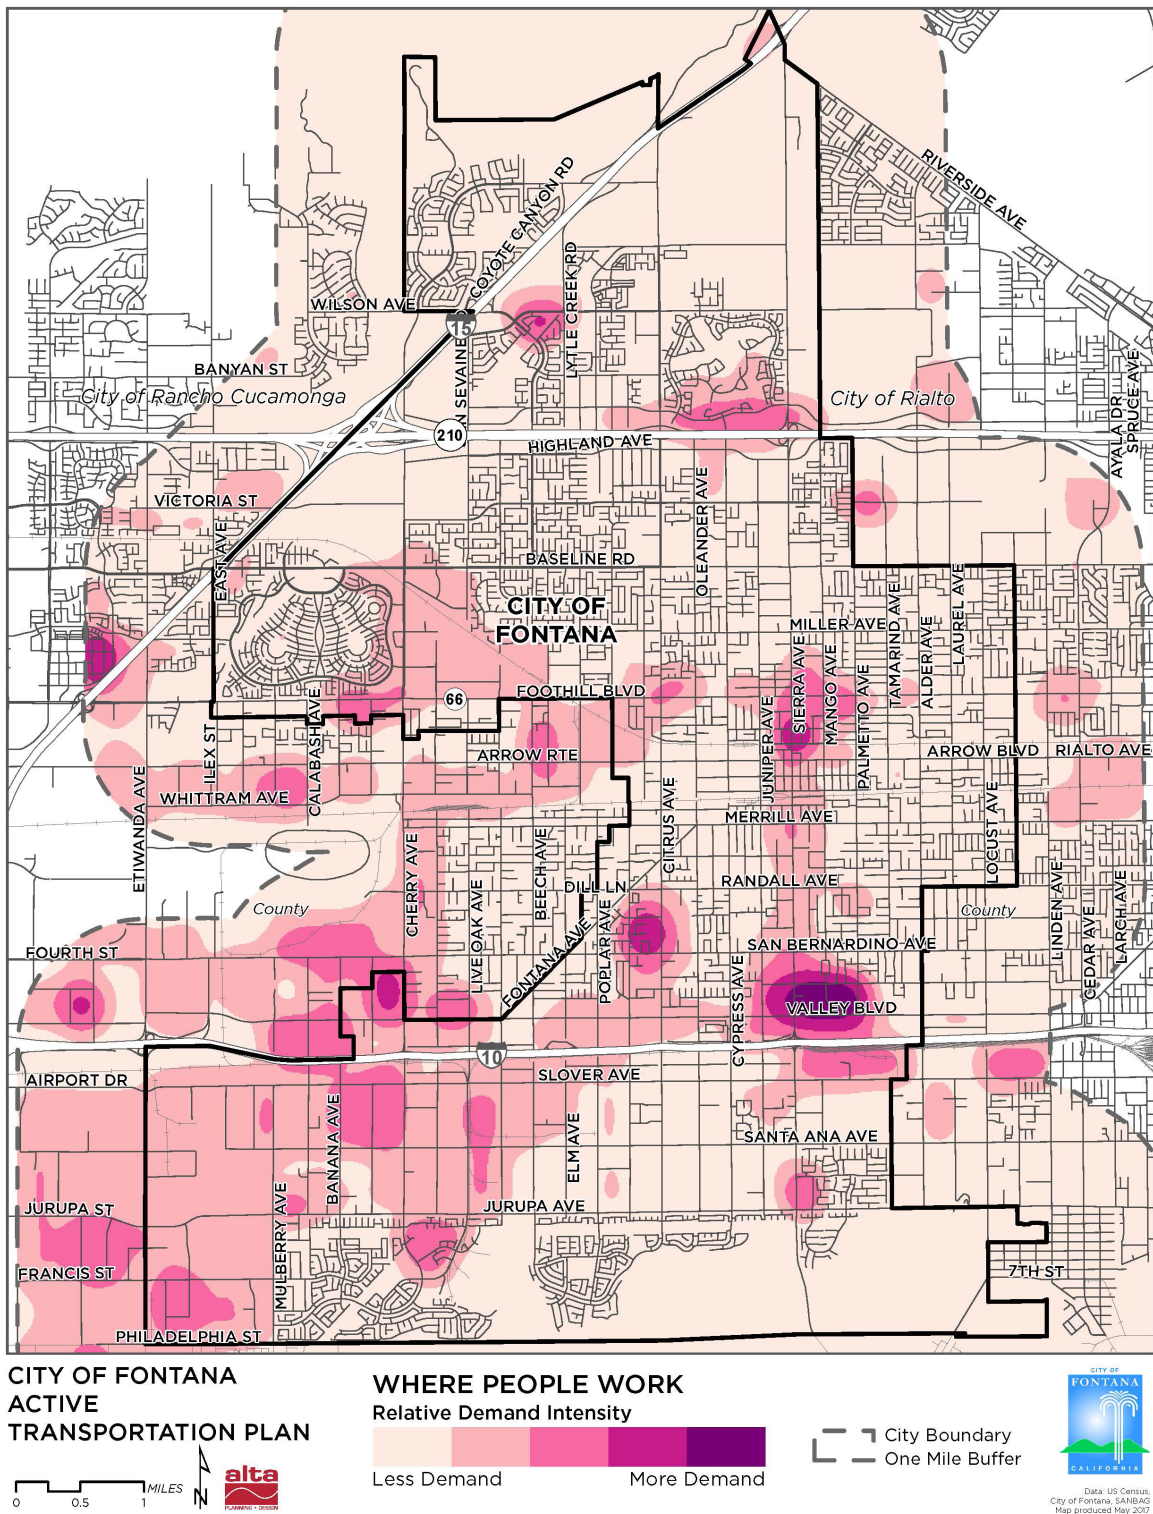 RIVERSIDE AVE
COYOTE CANYON RD
LYTLE CREEK RD
WILSON AVE
15
BANYAN ST
City of Rancho Cucamonga
SEVAINE
City of Rialto
AYALA DR
SPRUCE AVE
210
HIGHLAND AVE
VICTORIA ST
OLEANDER AVE
EAST AVE
BASELINE RD
CITY OF
FONTANA
MILLER AVE
TAMARIND AVE
ALDER AVE
LAUREL AVE
SIERRA AVE
MANGO AVE
PALMETTO AVE
JUNIPER AVE
66
FOOTHILL BLVD
CALABASH AVE
ILEX ST
ARROW RTE
ARROW BLVD
RIALTO AVE
ETIWANDA AVE
WHITTRAM AVE
CITRUS AVE
MERRILL AVE
LOCUST AVE
CHERRY AVE
BEECH AVE
LIVE OAK AVE
DILL LN
RANDALL AVE
County
County
LINDEN AVE
CEDAR AVE
LARCH AVE
FOURTH ST
FONTANA AVE
POPLAR AVE
SAN BERNARDINO AVE
CYPRESS AVE
VALLEY BLVD
10
AIRPORT DR
SLOVER AVE
BANANA AVE
ELM AVE
SANTA ANA AVE
JURUPA ST
MULBERRY AVE
JURUPA AVE
FRANCIS ST
7TH ST
PHILADELPHIA ST
CITY OF FONTANA
ACTIVE
TRANSPORTATION PLAN
0 0.5 1 MILES
N
alta
PLANNING + DESIGN
WHERE PEOPLE WORK
Relative Demand Intensity
Less Demand
More Demand
City Boundary
One Mile Buffer
CITY OF
FONTANA
CALIFORNIA
Data: US Census,
City of Fontana, SANBAG
Map produced May 2017